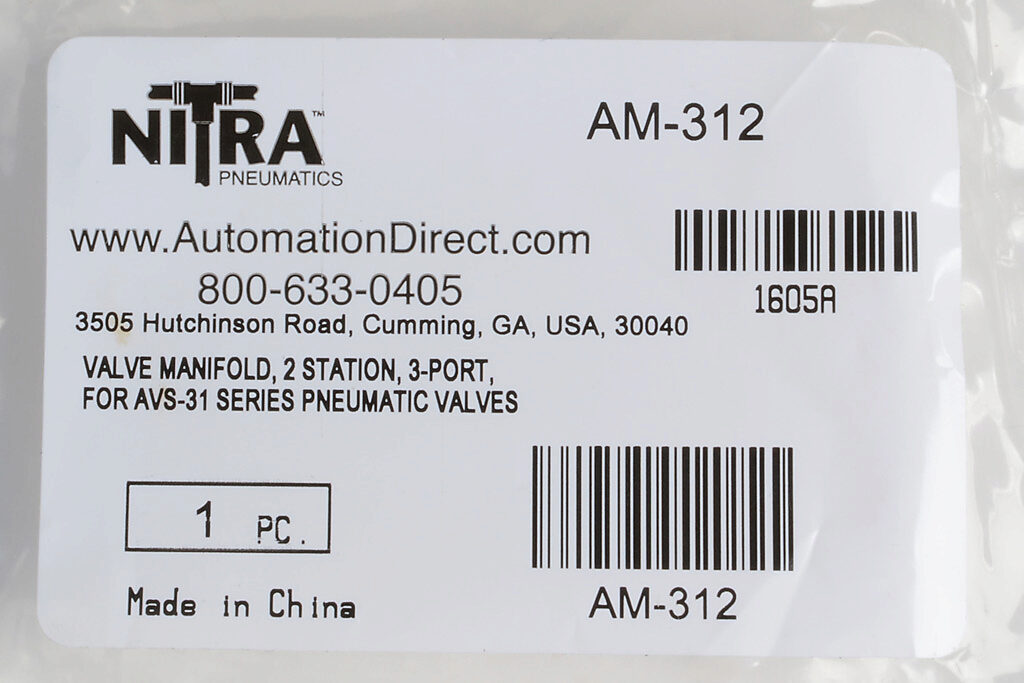 NITRA™
PNEUMATICS
AM-312
www.AutomationDirect.com
800-633-0405
3505 Hutchinson Road, Cumming, GA, USA, 30040
1605A
VALVE MANIFOLD, 2 STATION, 3-PORT,
FOR AVS-31 SERIES PNEUMATIC VALVES
1 PC.
Made in China
AM-312